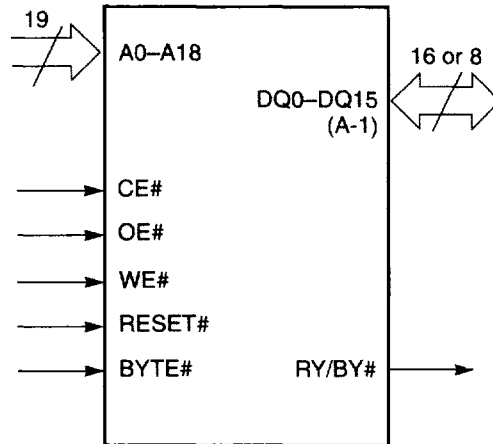 19
A0–A18
16 or 8
DQ0–DQ15
(A-1)
CE#
OE#
WE#
RESET#
BYTE#
RY/BY#